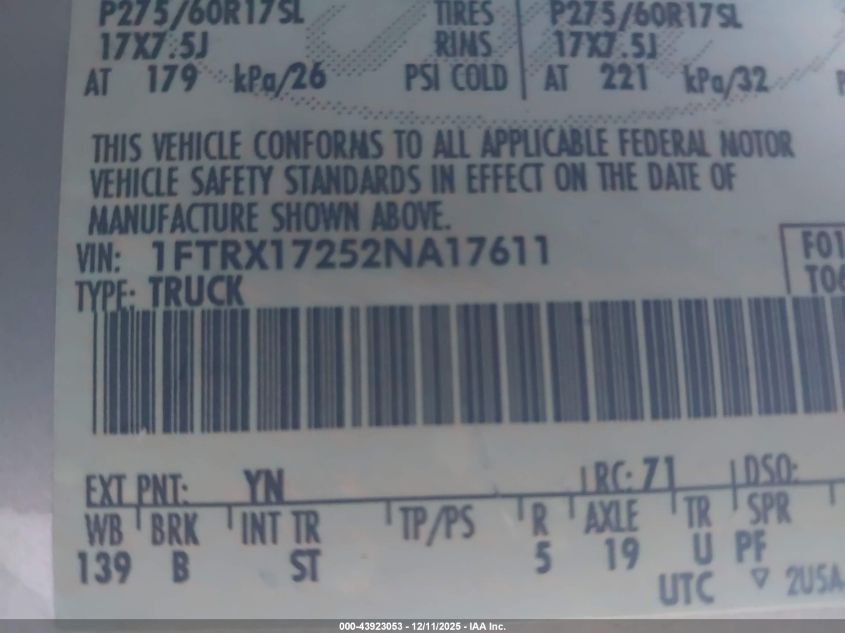 P275/60R17SL TIRES P275/60R17SL
17X7.5J RIMS 17X7.5J
AT 179 kPa/26 PSI COLD AT 221 kPa/32
THIS VEHICLE CONFORMS TO ALL APPLICABLE FEDERAL MOTOR
VEHICLE SAFETY STANDARDS IN EFFECT ON THE DATE OF
MANUFACTURE SHOWN ABOVE.
VIN: 1FTRX17252NA17611 F01
TYPE: TRUCK T06
EXT PNT: YN RC: 71 DSO:
WB BRK INT TR TP/PS R AXLE TR SPR
139 B ST 5 19 U PF
UTC ▽ 2USA
000-43923053 - 12/11/2025 - IAA Inc.